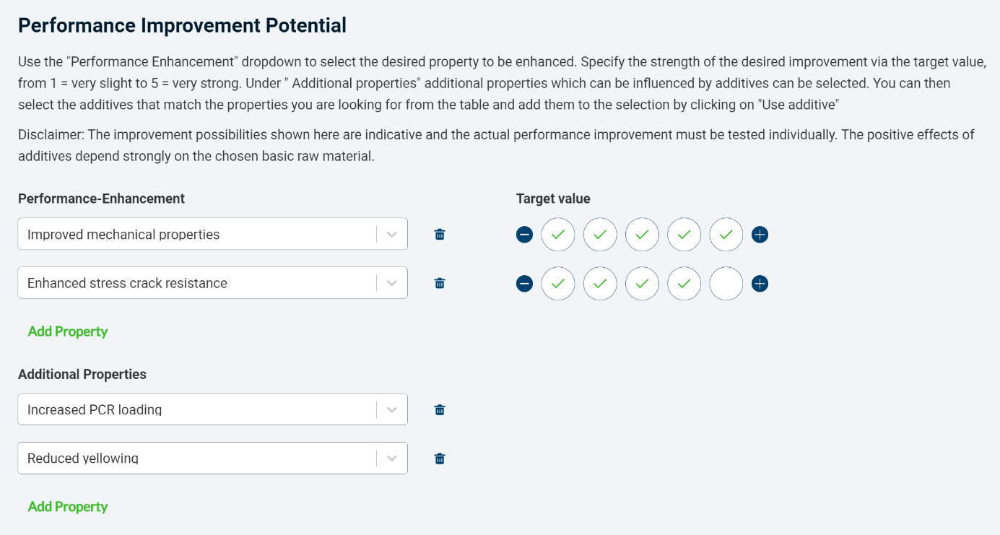 Performance Improvement Potential
Use the "Performance Enhancement" dropdown to select the desired property to be enhanced. Specify the strength of the desired improvement via the target value,
from 1 = very slight to 5 = very strong. Under " Additional properties" additional properties which can be influenced by additives can be selected. You can then
select the additives that match the properties you are looking for from the table and add them to the selection by clicking on "Use additive"
Disclaimer: The improvement possibilities shown here are indicative and the actual performance improvement must be tested individually. The positive effects of
additives depend strongly on the chosen basic raw material.
Performance-Enhancement
Target value
Improved mechanical properties
Enhanced stress crack resistance
Add Property
Additional Properties
Increased PCR loading
Reduced yellowing
Add Property